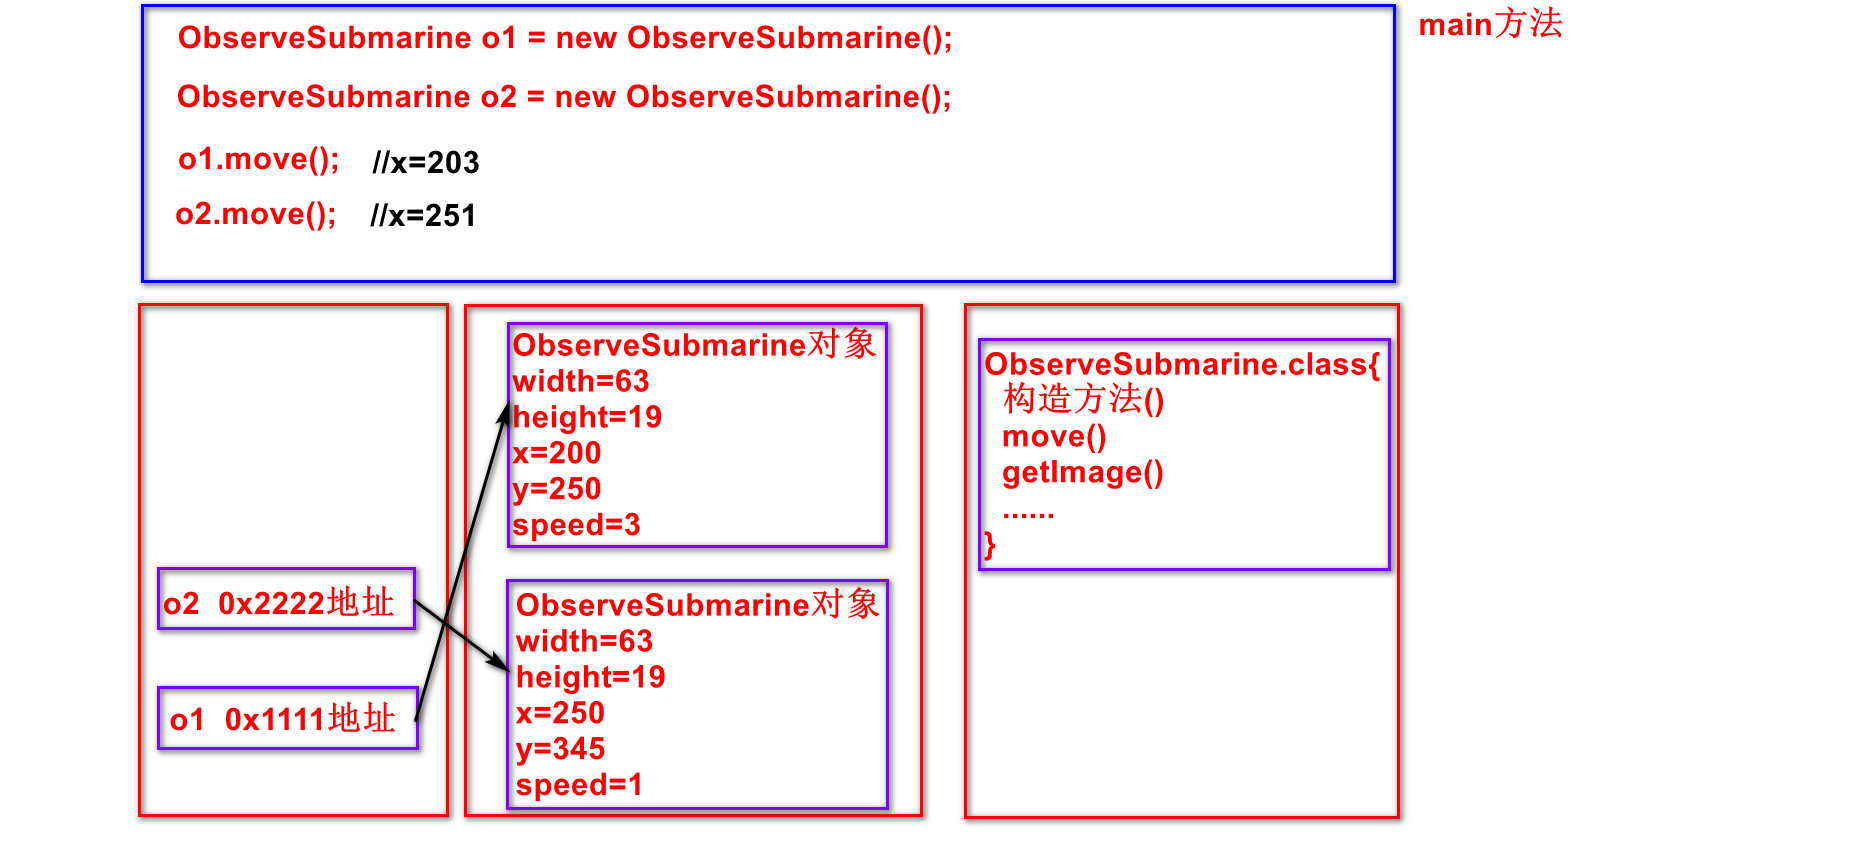 ObserveSubmarine o1 = new ObserveSubmarine();
main方法
ObserveSubmarine o2 = new ObserveSubmarine();
o1.move(); //x=203
o2.move(); //x=251
o2 0x2222地址
o1 0x1111地址
ObserveSubmarine对象
width=63
height=19
x=200
y=250
speed=3
ObserveSubmarine对象
width=63
height=19
x=250
y=345
speed=1
ObserveSubmarine.class{
构造方法()
move()
getImage()
......
}